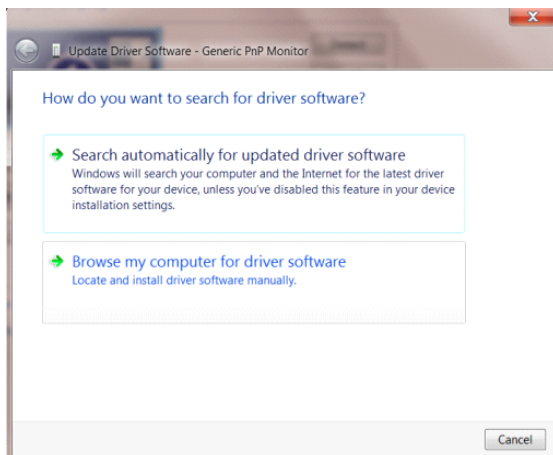 Update Driver Software - Generic PnP Monitor
How do you want to search for driver software?
Search automatically for updated driver software
Windows will search your computer and the Internet for the latest driver
software for your device, unless you've disabled this feature in your device
installation settings.
Browse my computer for driver software
Locate and install driver software manually.
Cancel